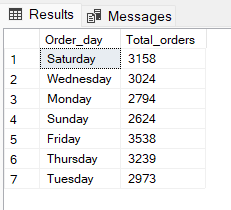 Results Messages
Order_day Total_orders
1 Saturday 3158
2 Wednesday 3024
3 Monday 2794
4 Sunday 2624
5 Friday 3538
6 Thursday 3239
7 Tuesday 2973